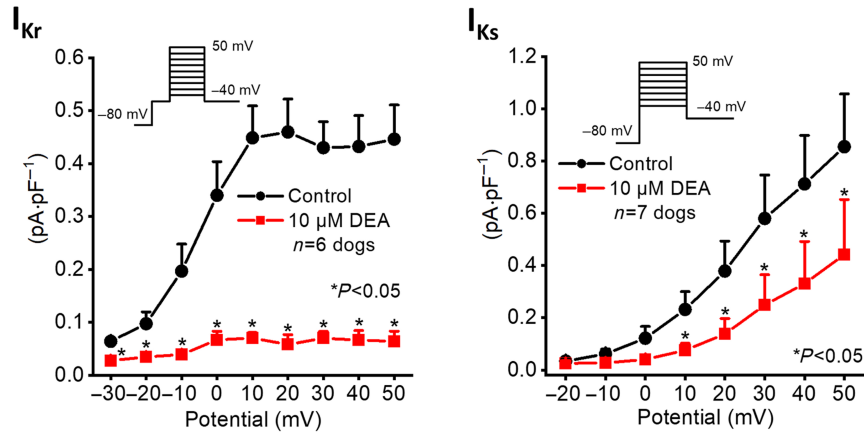 I_Kr
(pA·pF⁻¹)
0.6
0.5
0.4
0.3
0.2
0.1
0.0
50 mV
−40 mV
−80 mV
Control
10 µM DEA
n=6 dogs
*P<0.05
* * * * * * * * *
−30 −20 −10 0 10 20 30 40 50
Potential (mV)
I_Ks
(pA·pF⁻¹)
1.2
1.0
0.8
0.6
0.4
0.2
0.0
50 mV
−40 mV
−80 mV
Control
10 µM DEA
n=7 dogs
* * * * *
*P<0.05
−20 −10 0 10 20 30 40 50
Potential (mV)